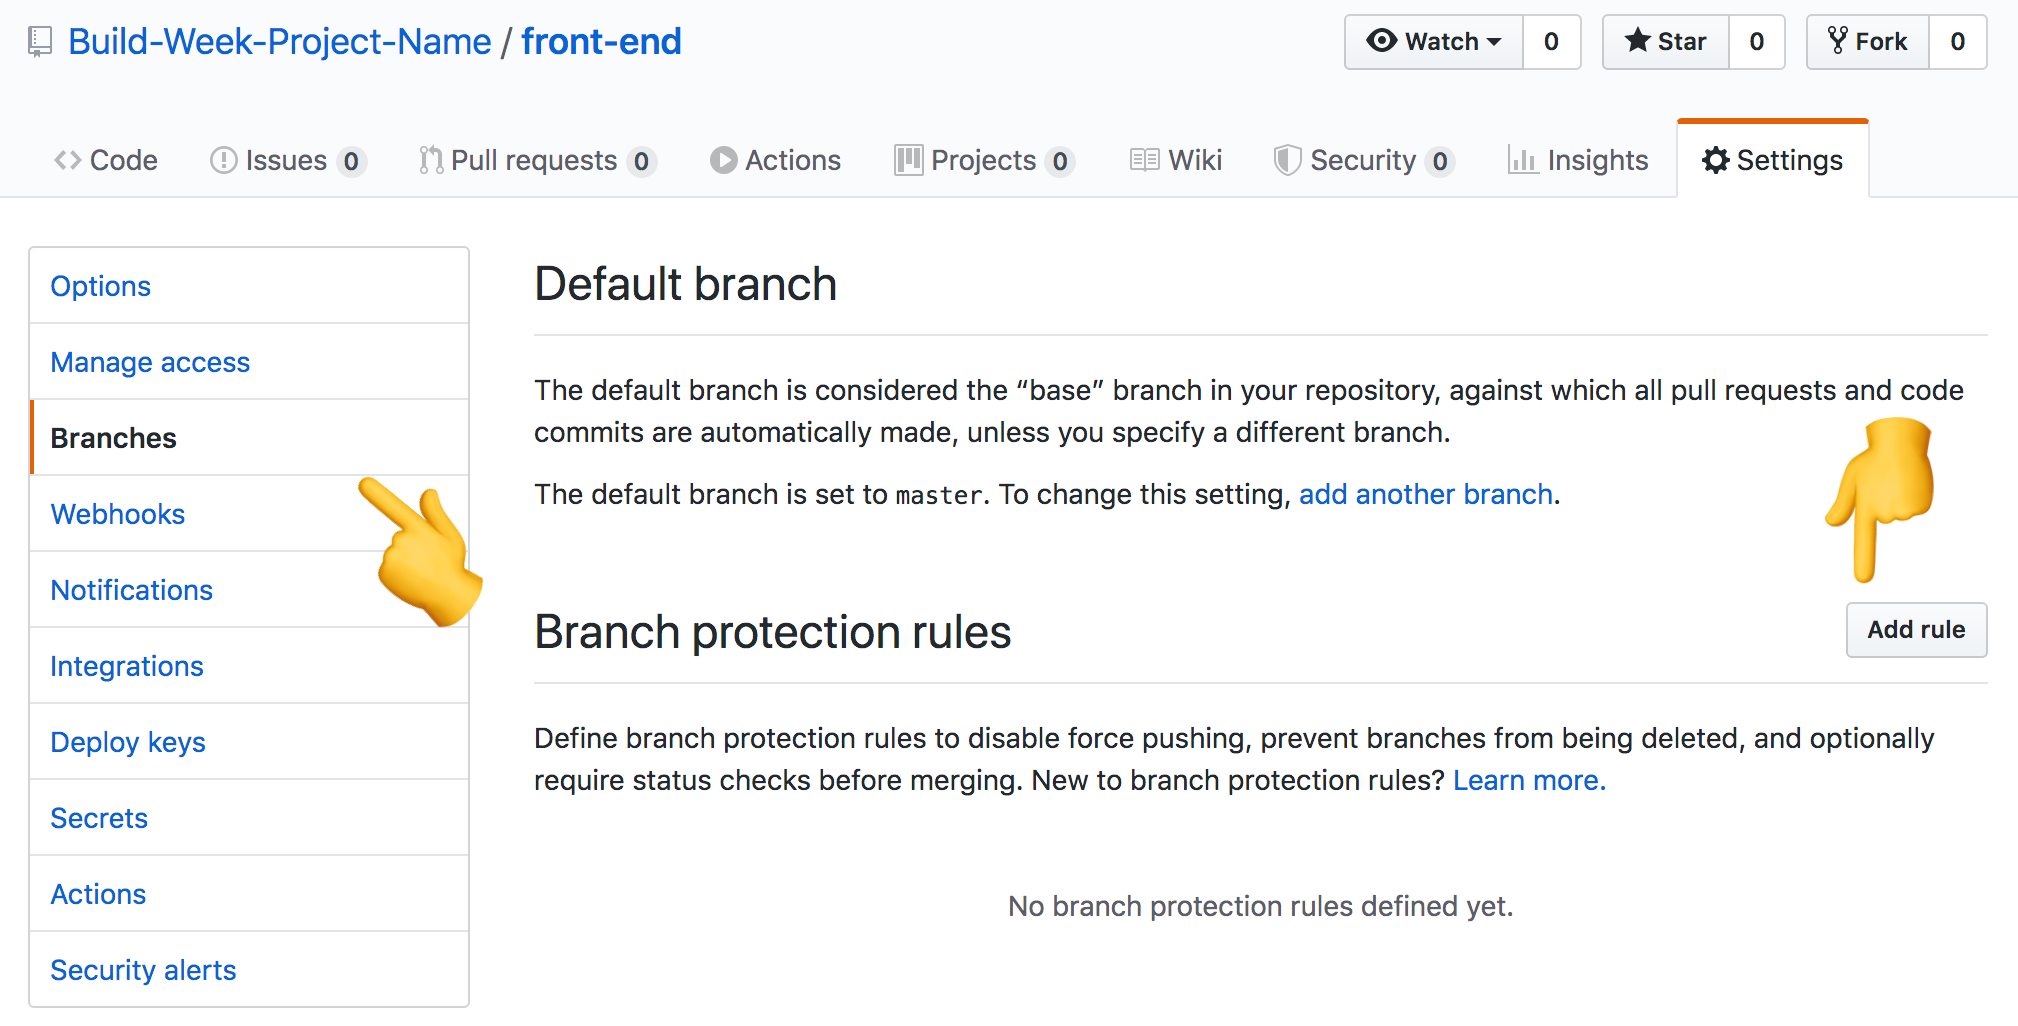 Build-Week-Project-Name / front-end
Watch 0
Star 0
Fork 0
Code
Issues 0
Pull requests 0
Actions
Projects 0
Wiki
Security 0
Insights
Settings
Options
Manage access
Branches
Webhooks
Notifications
Integrations
Deploy keys
Secrets
Actions
Security alerts
Default branch
The default branch is considered the “base” branch in your repository, against which all pull requests and code
commits are automatically made, unless you specify a different branch.
The default branch is set to master. To change this setting, add another branch.
Branch protection rules
Add rule
Define branch protection rules to disable force pushing, prevent branches from being deleted, and optionally
require status checks before merging. New to branch protection rules? Learn more.
No branch protection rules defined yet.